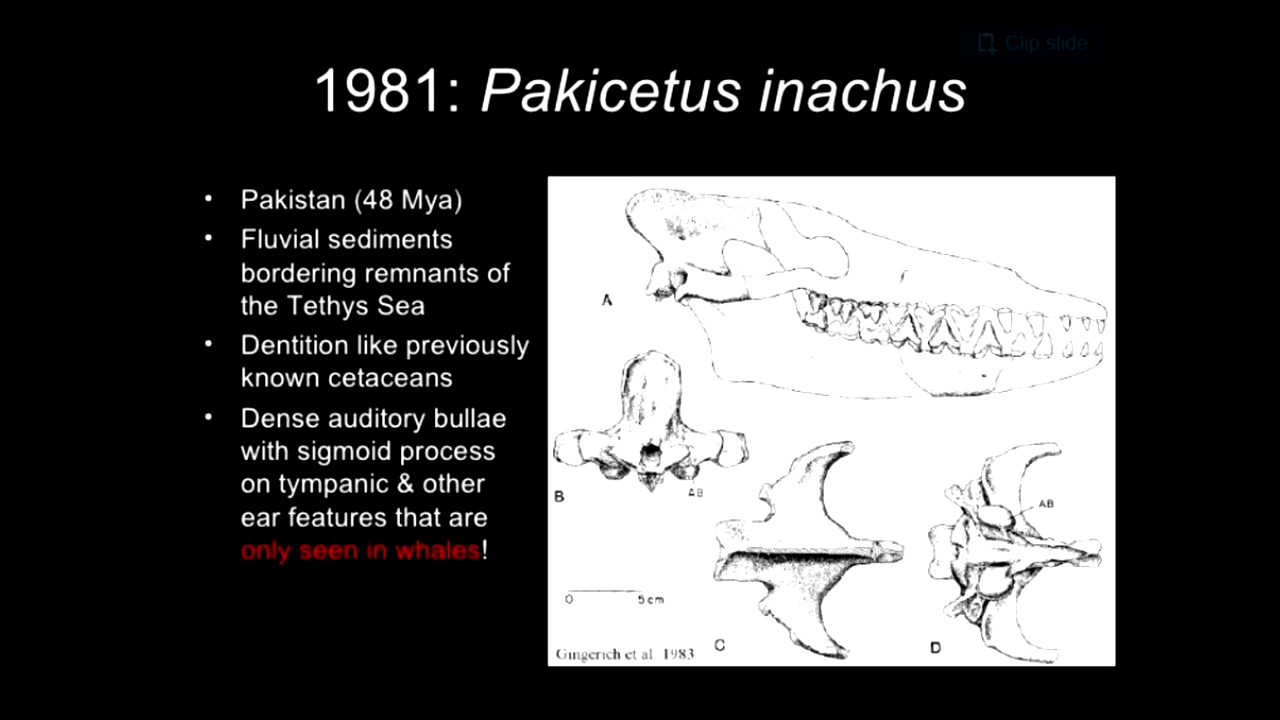 Clip slide
1981: Pakicetus inachus
• Pakistan (48 Mya)
• Fluvial sediments
bordering remnants of
the Tethys Sea
• Dentition like previously
known cetaceans
• Dense auditory bullae
with sigmoid process
on tympanic & other
ear features that are
only seen in whales!
A
B
AB
AB
0 5cm
C
D
Gingerich et al. 1983